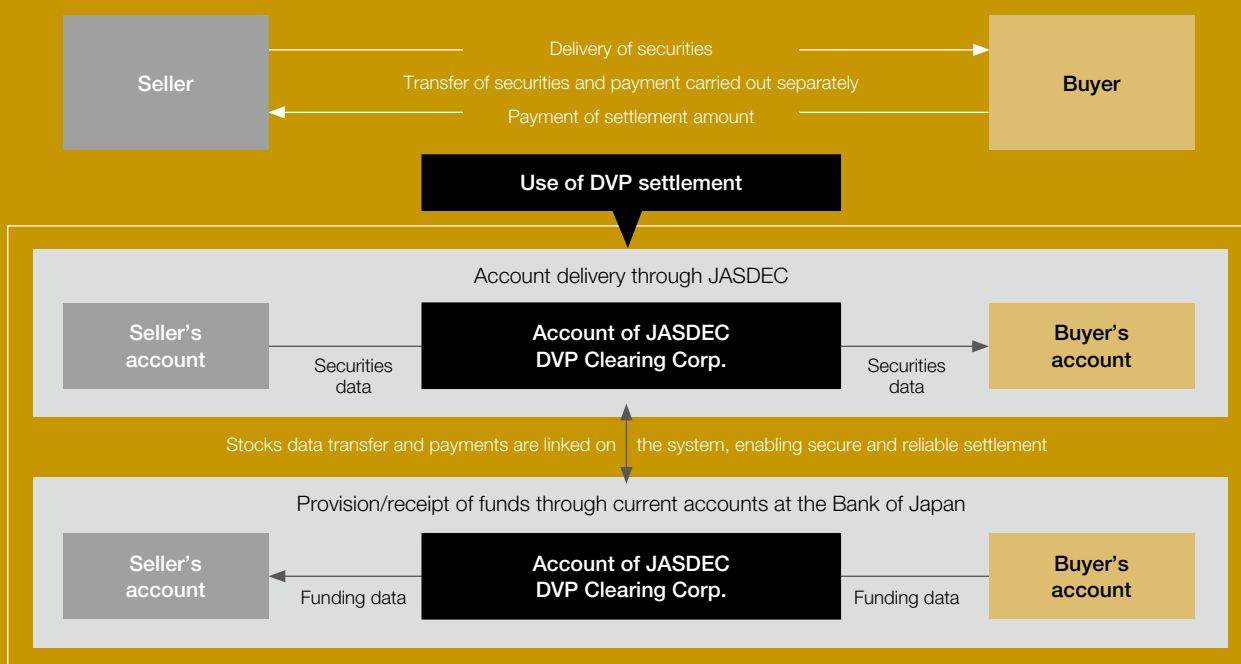 Delivery of securities
Seller
Transfer of securities and payment carried out separately
Buyer
Payment of settlement amount
Use of DVP settlement
Account delivery through JASDEC
Seller’s
account
Securities
data
Account of JASDEC
DVP Clearing Corp.
Securities
data
Buyer’s
account
Stocks data transfer and payments are linked on the system, enabling secure and reliable settlement
Provision/receipt of funds through current accounts at the Bank of Japan
Seller’s
account
Funding data
Account of JASDEC
DVP Clearing Corp.
Funding data
Buyer’s
account